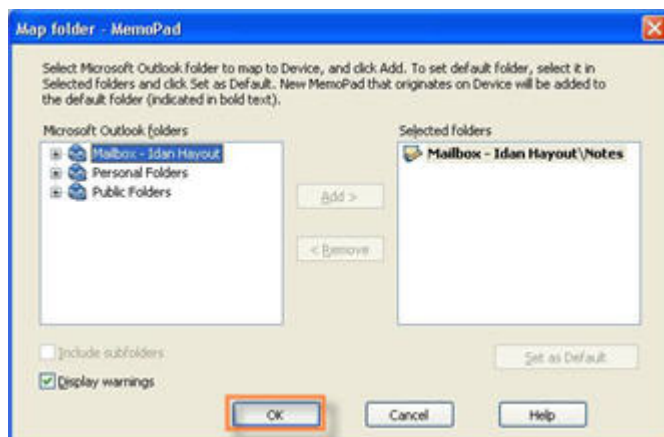 Map folder - MemoPad
Select Microsoft Outlook folder to map to Device, and click Add. To set default folder, select it in
Selected folders and click Set as Default. New MemoPad that originates on Device will be added to
the default folder (indicated in bold text).
Microsoft Outlook folders
Selected folders
Mailbox - Idan Hayout
Personal Folders
Public Folders
Mailbox - Idan Hayout\Notes
Add >
< Remove
Include subfolders
Set as Default
Display warnings
OK
Cancel
Help